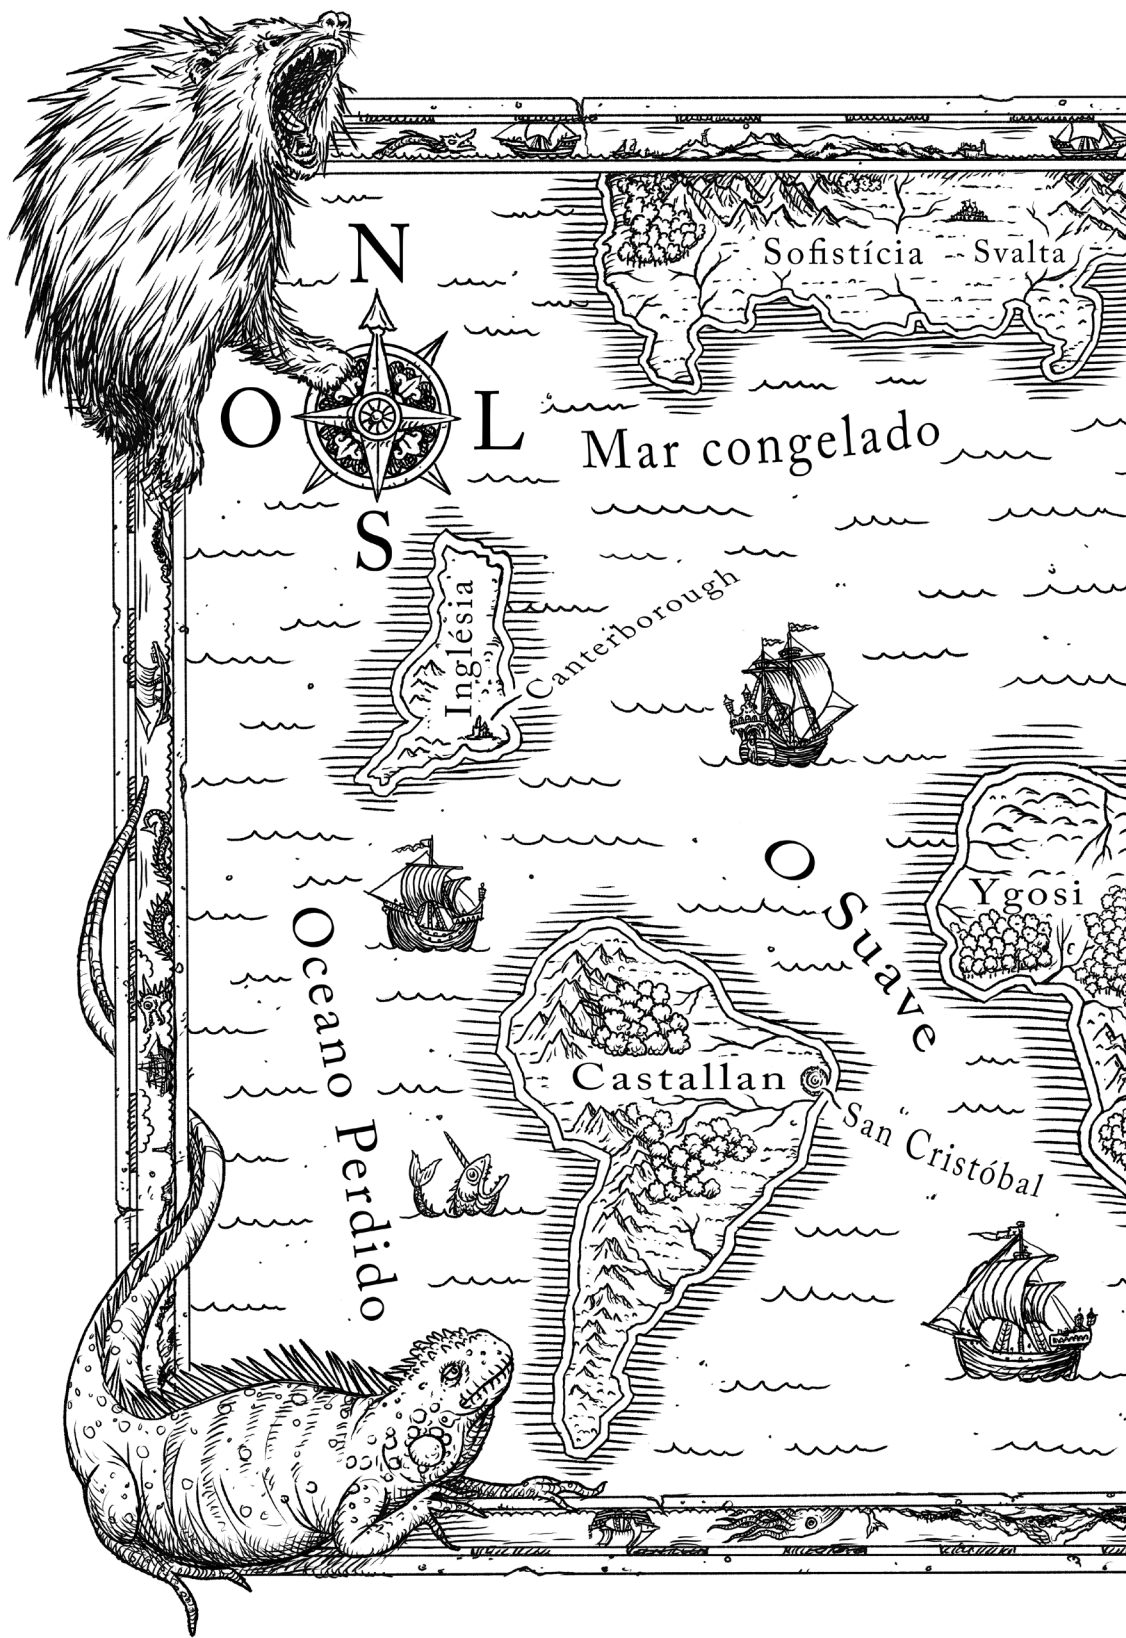 N
Sofistícia
Svalta
O
L
Mar congelado
S
Inglésia
Canterborough
O Suave
Ygosi
Oceano Perdido
Castallan
San Cristóbal